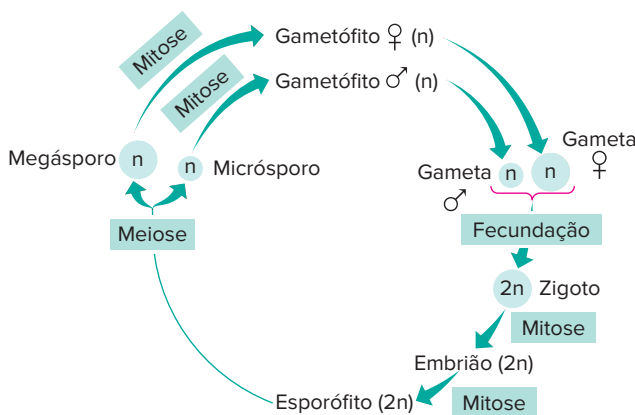 Mitose
Gametófito ♀ (n)
Mitose
Gametófito ♂ (n)
Megásporo
n
n
Micrósporo
Gameta
♂
n
n
Gameta
♀
Meiose
Fecundação
2n
Zigoto
Mitose
Embrião (2n)
Esporófito (2n)
Mitose